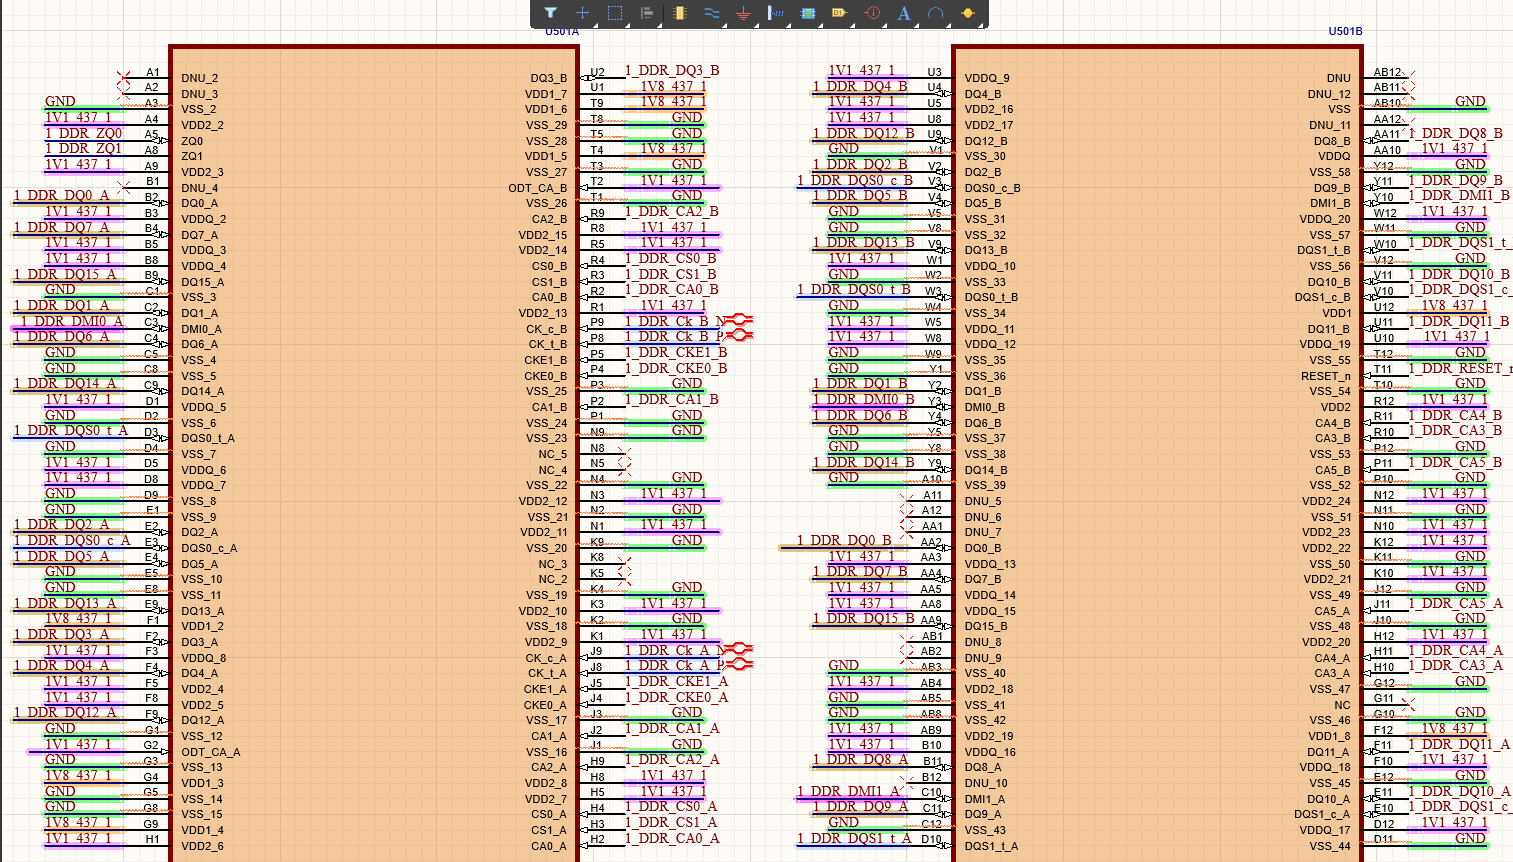 U501A
A1 DNU_2 DQ3_B U2 1_DDR_DQ3_B
A2 DNU_3 VDD1_7 U1 1V8_437_1
GND A3 VSS_2 VDD1_6 T9 1V8_437_1
1V1_437_1 A4 VDD2_2 VSS_29 T8 GND
1_DDR_ZQ0 A5 ZQ0 VSS_28 T5 GND
1_DDR_ZQ1 A8 ZQ1 VDD1_5 T4 1V8_437_1
1V1_437_1 A9 VDD2_3 VSS_27 T3 GND
B1 DNU_4 ODT_CA_B T2 1V1_437_1
1_DDR_DQ0_A B2 DQ0_A VSS_26 T1 GND
1V1_437_1 B3 VDDQ_2 CA2_B R9 1_DDR_CA2_B
1_DDR_DQ7_A B4 DQ7_A VDD2_15 R8 1V1_437_1
1V1_437_1 B5 VDDQ_3 VDD2_14 R5 1V1_437_1
1V1_437_1 B8 VDDQ_4 CS0_B R4 1_DDR_CS0_B
1_DDR_DQ15_A B9 DQ15_A CS1_B R3 1_DDR_CS1_B
GND C1 VSS_3 CA0_B R2 1_DDR_CA0_B
1_DDR_DQ1_A C2 DQ1_A VDD2_13 R1 1V1_437_1
1_DDR_DMI0_A C3 DMI0_A CK_c_B P9 1_DDR_Ck_B_N
1_DDR_DQ6_A C4 DQ6_A CK_t_B P8 1_DDR_Ck_B_P
GND C5 VSS_4 CKE1_B P5 1_DDR_CKE1_B
GND C8 VSS_5 CKE0_B P4 1_DDR_CKE0_B
1_DDR_DQ14_A C9 DQ14_A VSS_25 P3 GND
1V1_437_1 D1 VDDQ_5 CA1_B P2 1_DDR_CA1_B
GND D2 VSS_6 VSS_24 P1 GND
1_DDR_DQS0_t_A D3 DQS0_t_A VSS_23 N9 GND
GND D4 VSS_7 NC_5 N8
1V1_437_1 D5 VDDQ_6 NC_4 N5
1V1_437_1 D8 VDDQ_7 VSS_22 N4 GND
GND D9 VSS_8 VDD2_12 N3 1V1_437_1
GND E1 VSS_9 VSS_21 N2 GND
1_DDR_DQ2_A E2 DQ2_A VDD2_11 N1 1V1_437_1
1_DDR_DQS0_c_A E3 DQS0_c_A VSS_20 K9 GND
1_DDR_DQ5_A E4 DQ5_A NC_3 K8
GND E5 VSS_10 NC_2 K5
GND E8 VSS_11 VSS_19 K4 GND
1_DDR_DQ13_A E9 DQ13_A VDD2_10 K3 1V1_437_1
1V8_437_1 F1 VDD1_2 VSS_18 K2 GND
1_DDR_DQ3_A F2 DQ3_A VDD2_9 K1 1V1_437_1
1V1_437_1 F3 VDDQ_8 CK_c_A J9 1_DDR_Ck_A_N
1_DDR_DQ4_A F4 DQ4_A CK_t_A J8 1_DDR_Ck_A_P
1V1_437_1 F5 VDD2_4 CKE1_A J5 1_DDR_CKE1_A
1V1_437_1 F8 VDD2_5 CKE0_A J4 1_DDR_CKE0_A
1_DDR_DQ12_A F9 DQ12_A VSS_17 J3 GND
GND G1 VSS_12 CA1_A J2 1_DDR_CA1_A
1V1_437_1 G2 ODT_CA_A VSS_16 J1 GND
GND G3 VSS_13 CA2_A H9 1_DDR_CA2_A
1V8_437_1 G4 VDD1_3 VDD2_8 H8 1V1_437_1
GND G5 VSS_14 VDD2_7 H5 1V1_437_1
GND G8 VSS_15 CS0_A H4 1_DDR_CS0_A
1V8_437_1 G9 VDD1_4 CS1_A H3 1_DDR_CS1_A
1V1_437_1 H1 VDD2_6 CA0_A H2 1_DDR_CA0_A
U501B
1V1_437_1 U3 VDDQ_9 DNU AB12
1_DDR_DQ4_B U4 DQ4_B DNU_12 AB11
1V1_437_1 U5 VDD2_16 VSS AB10 GND
1V1_437_1 U8 VDD2_17 DNU_11 AA12
1_DDR_DQ12_B U9 DQ12_B DQ8_B AA11 1_DDR_DQ8_B
GND V1 VSS_30 VDDQ AA10 1V1_437_1
1_DDR_DQ2_B V2 DQ2_B VSS_58 Y12 GND
1_DDR_DQS0_c_B V3 DQS0_c_B DQ9_B Y11 1_DDR_DQ9_B
1_DDR_DQ5_B V4 DQ5_B DMI1_B Y10 1_DDR_DMI1_B
GND V5 VSS_31 VDDQ_20 W12 1V1_437_1
GND V8 VSS_32 VSS_57 W11 GND
1_DDR_DQ13_B V9 DQ13_B DQS1_t_B W10 1_DDR_DQS1_t_
1V1_437_1 W1 VDDQ_10 VSS_56 V12 GND
GND W2 VSS_33 DQ10_B V11 1_DDR_DQ10_B
1_DDR_DQS0_t_B W3 DQS0_t_B DQS1_c_B V10 1_DDR_DQS1_c_
GND W4 VSS_34 VDD1 U12 1V8_437_1
1V1_437_1 W5 VDDQ_11 DQ11_B U11 1_DDR_DQ11_B
1V1_437_1 W8 VDDQ_12 VDDQ_19 U10 1V1_437_1
GND W9 VSS_35 VSS_55 T12 GND
GND Y1 VSS_36 RESET_n T11 1_DDR_RESET_n
1_DDR_DQ1_B Y2 DQ1_B VSS_54 T10 GND
1_DDR_DMI0_B Y3 DMI0_B VDD2 R12 1V1_437_1
1_DDR_DQ6_B Y4 DQ6_B CA4_B R11 1_DDR_CA4_B
GND Y5 VSS_37 CA3_B R10 1_DDR_CA3_B
GND Y8 VSS_38 VSS_53 P12 GND
1_DDR_DQ14_B Y9 DQ14_B CA5_B P11 1_DDR_CA5_B
GND A10 VSS_39 VSS_52 P10 GND
A11 DNU_5 VDD2_24 N12 1V1_437_1
A12 DNU_6 VSS_51 N11 GND
AA1 DNU_7 VDD2_23 N10 1V1_437_1
1_DDR_DQ0_B AA2 DQ0_B VDD2_22 K12 1V1_437_1
1V1_437_1 AA3 VDDQ_13 VSS_50 K11 GND
1_DDR_DQ7_B AA4 DQ7_B VDD2_21 K10 1V1_437_1
1V1_437_1 AA5 VDDQ_14 VSS_49 J12 GND
1V1_437_1 AA8 VDDQ_15 CA5_A J11 1_DDR_CA5_A
1_DDR_DQ15_B AA9 DQ15_B VSS_48 J10 GND
AB1 DNU_8 VDD2_20 H12 1V1_437_1
AB2 DNU_9 CA4_A H11 1_DDR_CA4_A
GND AB3 VSS_40 CA3_A H10 1_DDR_CA3_A
1V1_437_1 AB4 VDD2_18 VSS_47 G12 GND
GND AB5 VSS_41 NC G11
GND AB8 VSS_42 VSS_46 G10 GND
1V1_437_1 AB9 VDD2_19 VDD1_8 F12 1V8_437_1
1V1_437_1 B10 VDDQ_16 DQ11_A F11 1_DDR_DQ11_A
1_DDR_DQ8_A B11 DQ8_A VDDQ_18 F10 1V1_437_1
B12 DNU_10 VSS_45 E12 GND
1_DDR_DMI1_A C10 DMI1_A DQ10_A E11 1_DDR_DQ10_A
1_DDR_DQ9_A C11 DQ9_A DQS1_c_A E10 1_DDR_DQS1_c_
GND C12 VSS_43 VDDQ_17 D12 1V1_437_1
1_DDR_DQS1_t_A D10 DQS1_t_A VSS_44 D11 GND